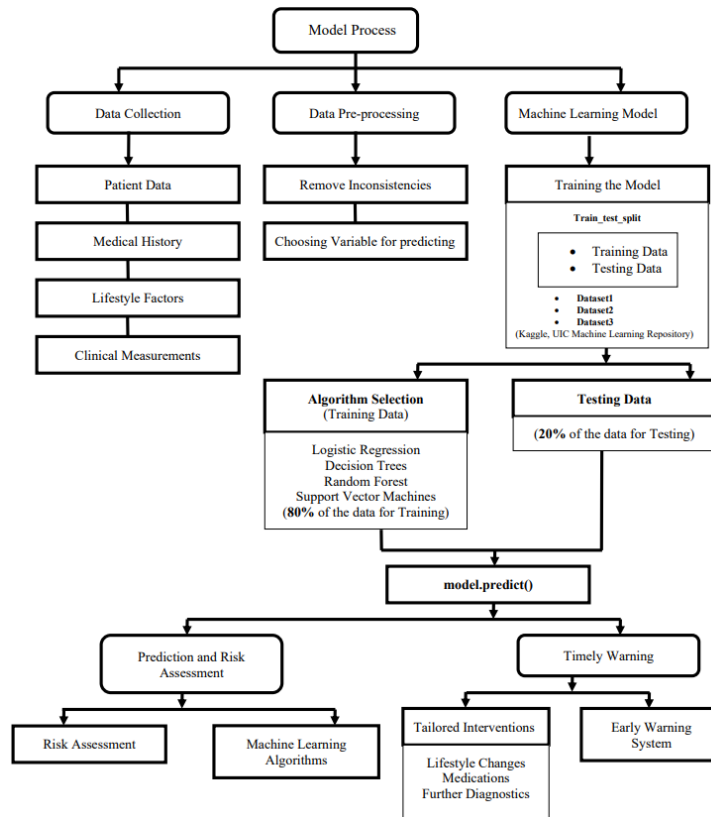 Model Process
Data Collection
Data Pre-processing
Machine Learning Model
Patient Data
Medical History
Lifestyle Factors
Clinical Measurements
Remove Inconsistencies
Choosing Variable for predicting
Training the Model
Train_test_split
• Training Data
• Testing Data
• Dataset1
• Dataset2
• Dataset3
(Kaggle, UIC Machine Learning Repository)
Algorithm Selection
(Training Data)
Logistic Regression
Decision Trees
Random Forest
Support Vector Machines
(80% of the data for Training)
Testing Data
(20% of the data for Testing)
model.predict()
Prediction and Risk
Assessment
Timely Warning
Risk Assessment
Machine Learning
Algorithms
Tailored Interventions
Lifestyle Changes
Medications
Further Diagnostics
Early Warning
System